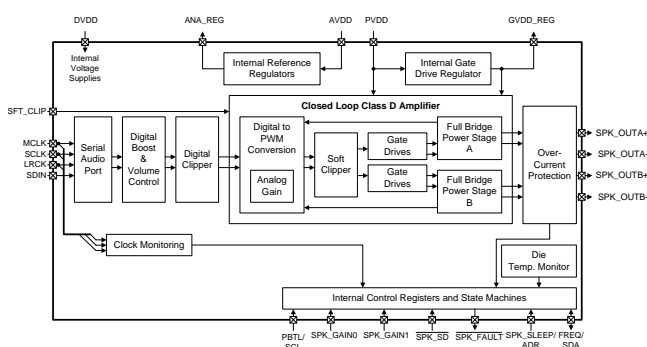 DVDD
ANA_REG
AVDD
PVDD
GVDD_REG
Internal
Voltage
Supplies
Internal Reference
Regulators
Internal Gate
Drive Regulator
SFT_CLIP
Closed Loop Class D Amplifier
MCLK
SCLK
LRCK
SDIN
Serial
Audio
Port
Digital
Boost
&
Volume
Control
Digital
Clipper
Digital to
PWM
Conversion
Analog
Gain
Soft
Clipper
Gate
Drives
Gate
Drives
Full Bridge
Power Stage
A
Full Bridge
Power Stage
B
Over-
Current
Protection
SPK_OUTA+
SPK_OUTA-
SPK_OUTB+
SPK_OUTB-
Clock Monitoring
Die
Temp. Monitor
Internal Control Registers and State Machines
PBTL/
SCL
SPK_GAIN0
SPK_GAIN1
SPK_SD
SPK_FAULT
SPK_SLEEP/
ADR
FREQ/
SDA